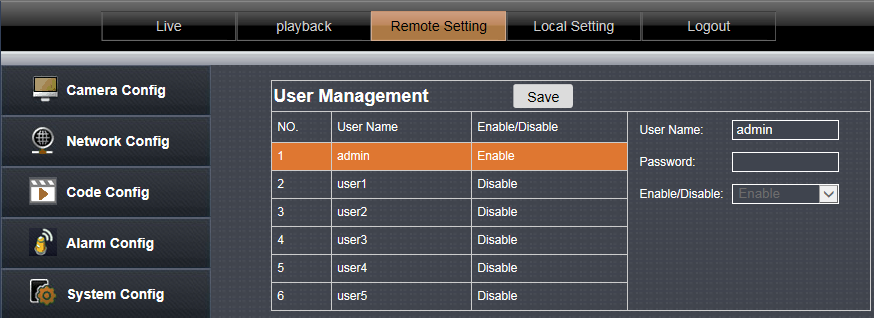 Live playback Remote Setting Local Setting Logout
Camera Config
Network Config
Code Config
Alarm Config
System Config
User Management Save
NO. User Name Enable/Disable
1 admin Enable
2 user1 Disable
3 user2 Disable
4 user3 Disable
5 user4 Disable
6 user5 Disable
User Name: admin
Password:
Enable/Disable: Enable